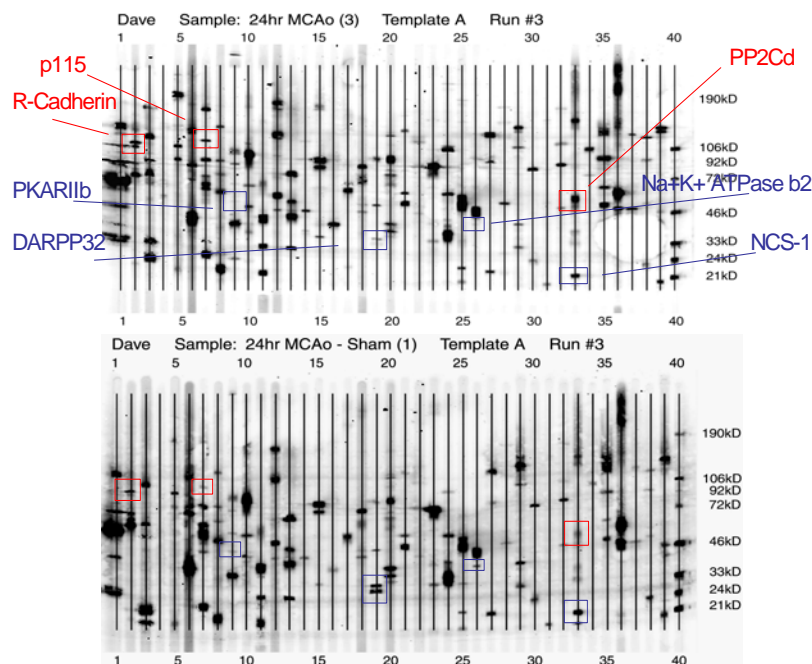 Dave Sample: 24hr MCAo (3) Template A Run #3
1 5 10 15 20 25 30 35 40
p115
PP2Cd
R-Cadherin
190kD
106kD
92kD
72kD
PKARIIb
Na+K+ ATPase b2
46kD
DARPP32
33kD
NCS-1
24kD
21kD
1 5 10 15 20 25 30 35 40
Dave Sample: 24hr MCAo - Sham (1) Template A Run #3
1 5 10 15 20 25 30 35 40
190kD
106kD
92kD
72kD
46kD
33kD
24kD
21kD
1 5 10 15 20 25 30 35 40